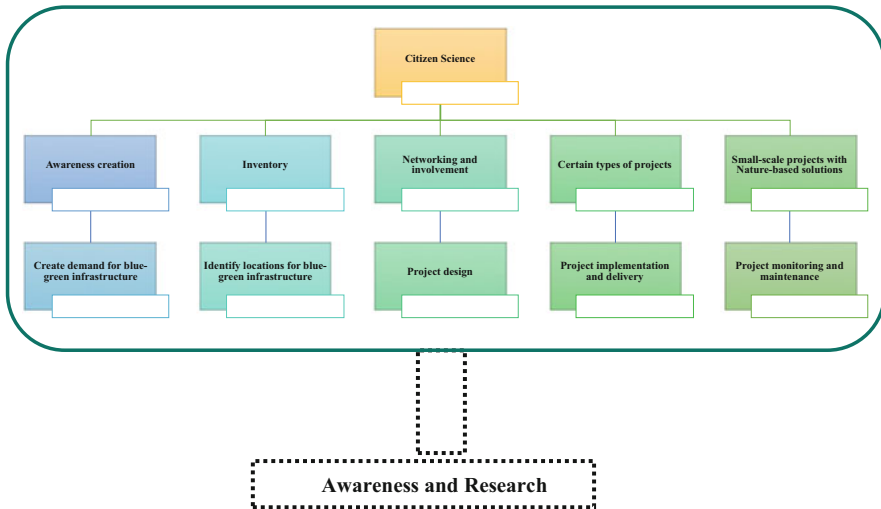 Citizen Science
Awareness creation
Inventory
Networking and
involvement
Certain types of projects
Small-scale projects with
Nature-based solutions
Create demand for blue-
green infrastructure
Identify locations for blue-
green infrastructure
Project design
Project implementation
and delivery
Project monitoring and
maintenance
Awareness and Research